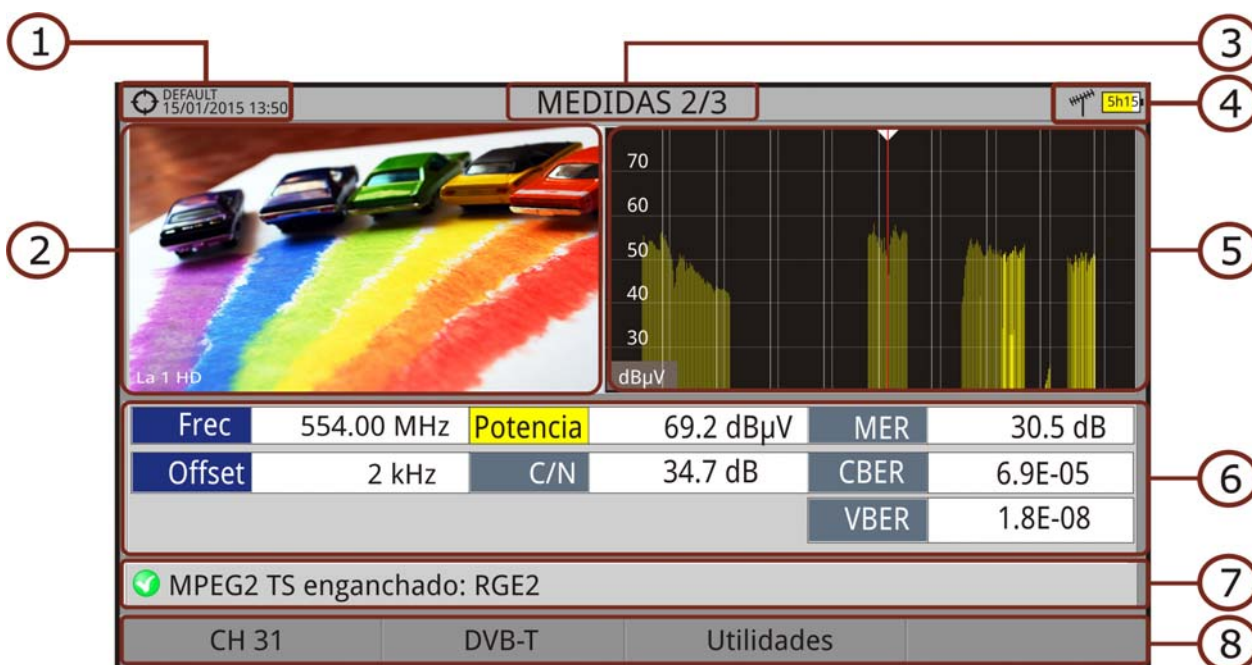 1
3
DEFAULT
15/01/2015 13:50
MEDIDAS 2/3
5h15
4
2
La 1 HD
70
60
50
40
30
dBµV
5
Frec 554.00 MHz Potencia 69.2 dBµV MER 30.5 dB
Offset 2 kHz C/N 34.7 dB CBER 6.9E-05
VBER 1.8E-08
6
MPEG2 TS enganchado: RGE2
7
CH 31 DVB-T Utilidades
8